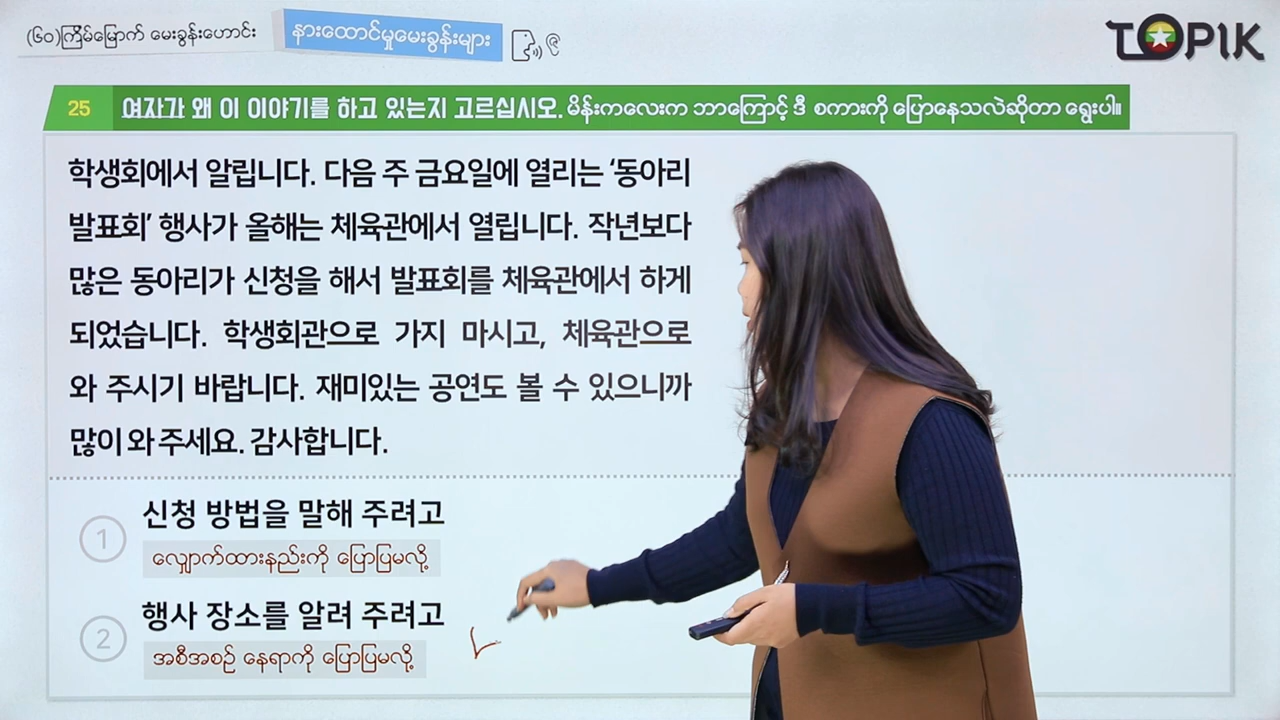 (၆၀)ကြိမ်မြောက် မေးခွန်းဟောင်း
နားထောင်မှုမေးခွန်းများ
၉
TOPIK
25 여자가 왜 이 이야기를 하고 있는지 고르십시오. မိန်းကလေးက ဘာကြောင့် ဒီ စကားကို ပြောနေသလဲဆိုတာ ရွေးပါ။
학생회에서 알립니다. 다음 주 금요일에 열리는 ‘동아리
발표회’ 행사가 올해는 체육관에서 열립니다. 작년보다
많은 동아리가 신청을 해서 발표회를 체육관에서 하게
되었습니다. 학생회관으로 가지 마시고, 체육관으로
와 주시기 바랍니다. 재미있는 공연도 볼 수 있으니까
많이 와 주세요. 감사합니다.
1 신청 방법을 말해 주려고
လျှောက်ထားနည်းကို ပြောပြမလို့
2 행사 장소를 알려 주려고
အစီအစဉ် နေရာကို ပြောပြမလို့